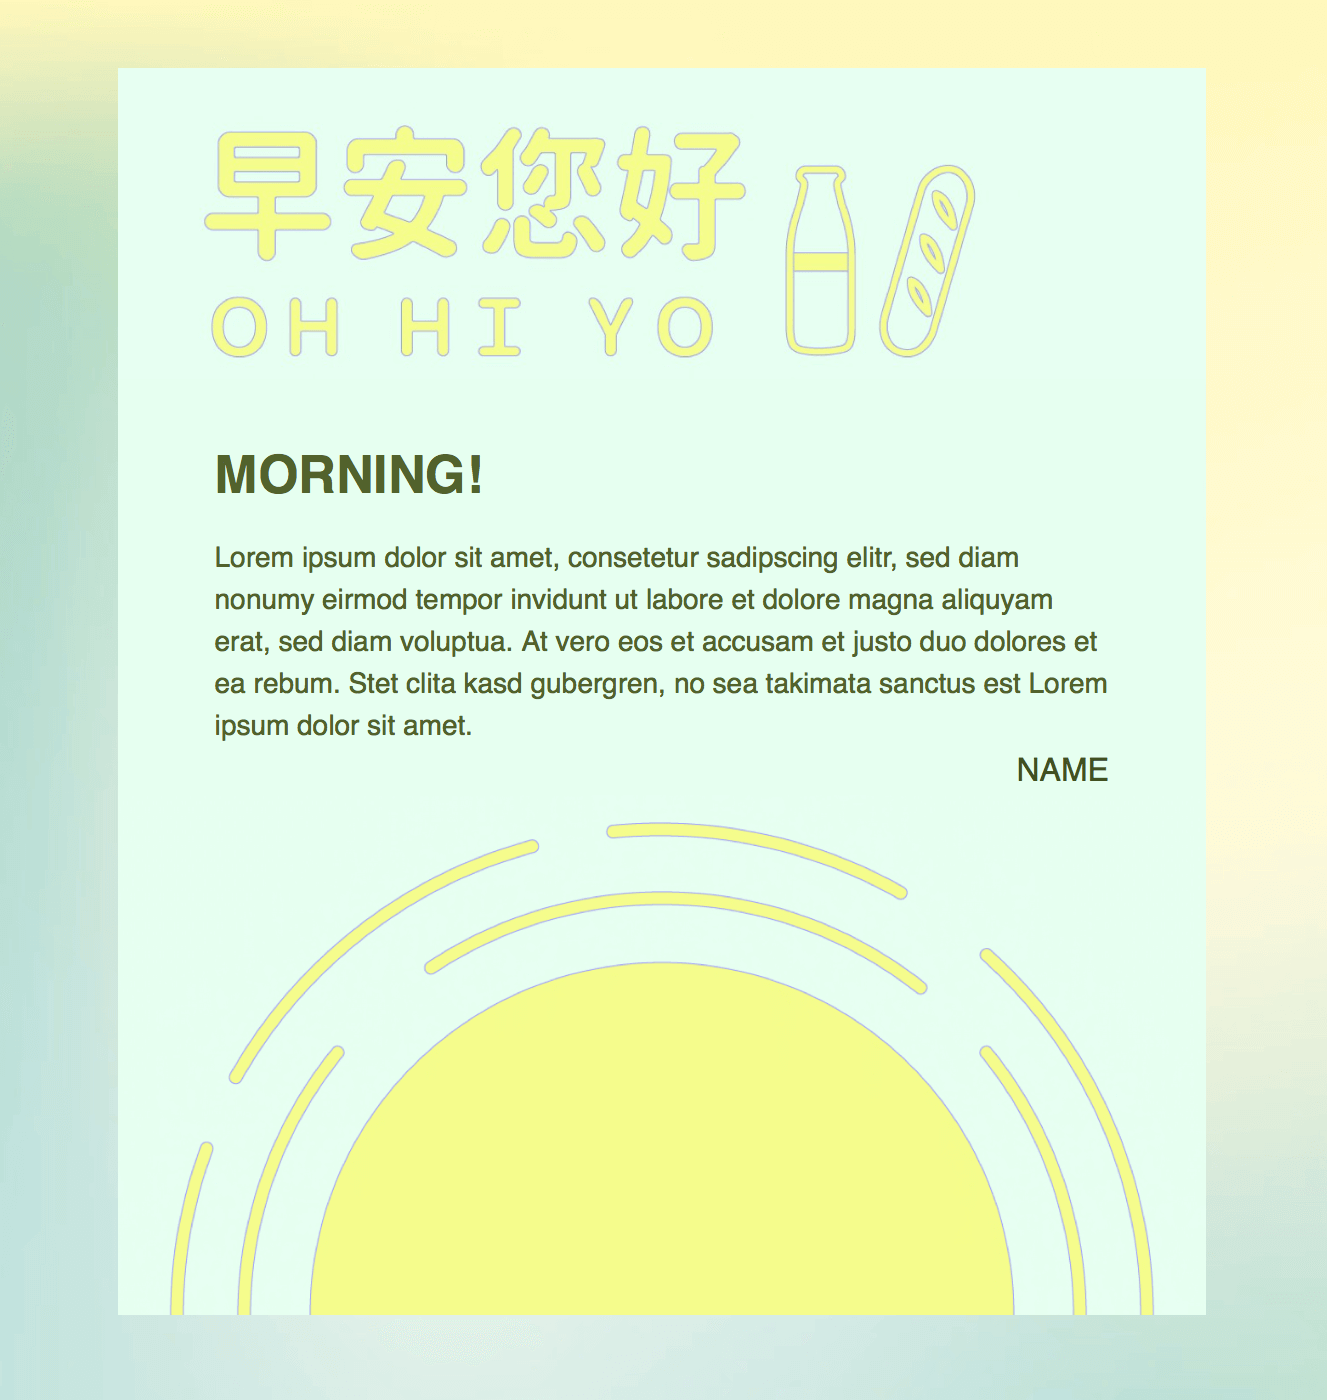 早安您好
OH HI YO
MORNING!
Lorem ipsum dolor sit amet, consetetur sadipscing elitr, sed diam
nonumy eirmod tempor invidunt ut labore et dolore magna aliquyam
erat, sed diam voluptua. At vero eos et accusam et justo duo dolores et
ea rebum. Stet clita kasd gubergren, no sea takimata sanctus est Lorem
ipsum dolor sit amet.
NAME